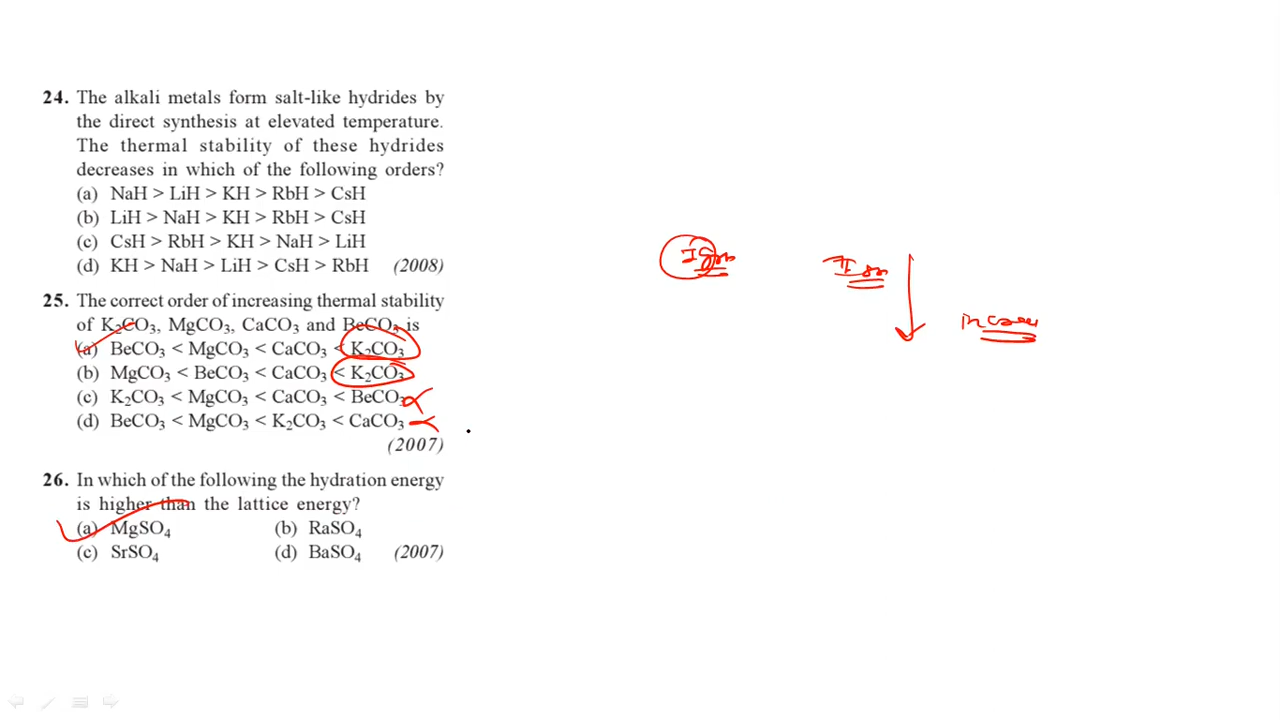 24. The alkali metals form salt-like hydrides by
the direct synthesis at elevated temperature.
The thermal stability of these hydrides
decreases in which of the following orders?
(a) NaH > LiH > KH > RbH > CsH
(b) LiH > NaH > KH > RbH > CsH
(c) CsH > RbH > KH > NaH > LiH
(d) KH > NaH > LiH > CsH > RbH (2008)
25. The correct order of increasing thermal stability
of K₂CO₃, MgCO₃, CaCO₃ and BeCO₃ is
(a) BeCO₃ < MgCO₃ < CaCO₃ < K₂CO₃
(b) MgCO₃ < BeCO₃ < CaCO₃ < K₂CO₃
(c) K₂CO₃ < MgCO₃ < CaCO₃ < BeCO₃
(d) BeCO₃ < MgCO₃ < K₂CO₃ < CaCO₃
(2007)
26. In which of the following the hydration energy
is higher than the lattice energy?
(a) MgSO₄ (b) RaSO₄
(c) SrSO₄ (d) BaSO₄ (2007)